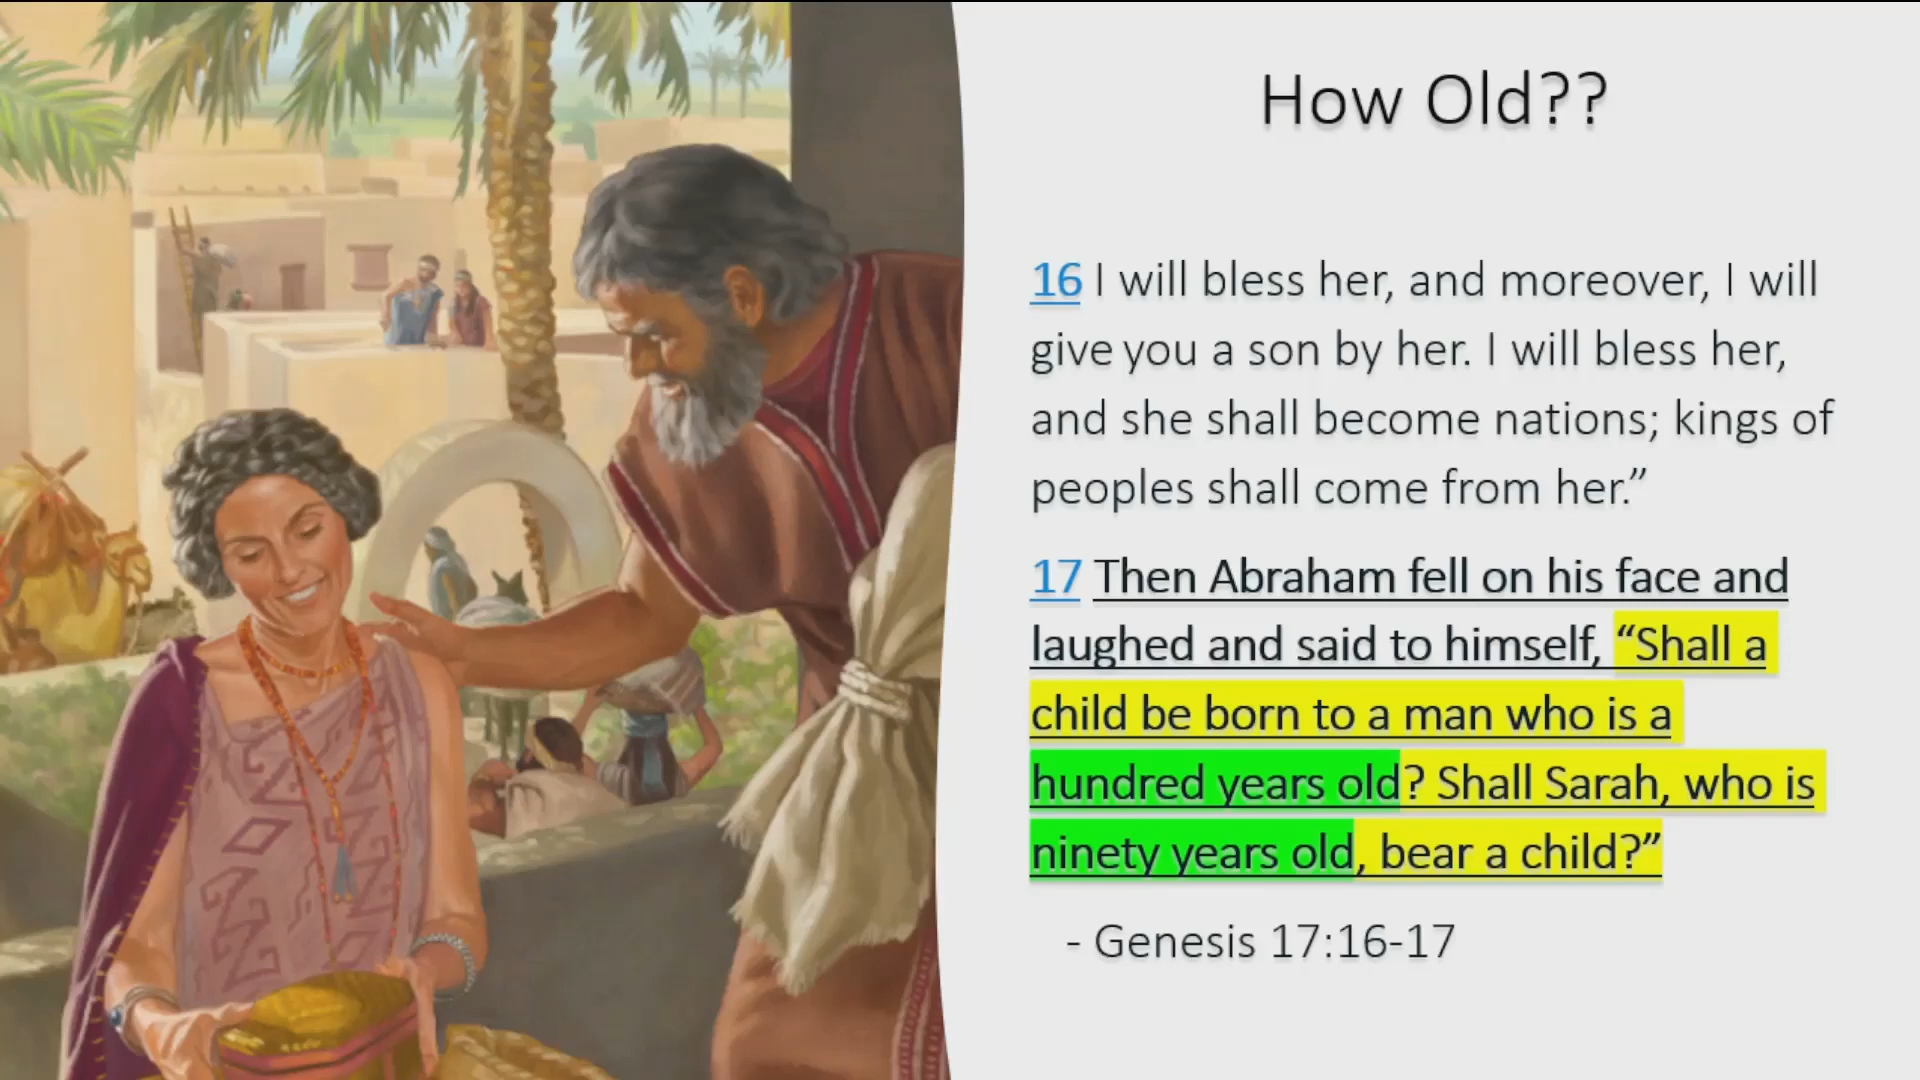 How Old??
16 I will bless her, and moreover, I will
give you a son by her. I will bless her,
and she shall become nations; kings of
peoples shall come from her.”
17 Then Abraham fell on his face and
laughed and said to himself, “Shall a
child be born to a man who is a
hundred years old? Shall Sarah, who is
ninety years old, bear a child?”
- Genesis 17:16-17